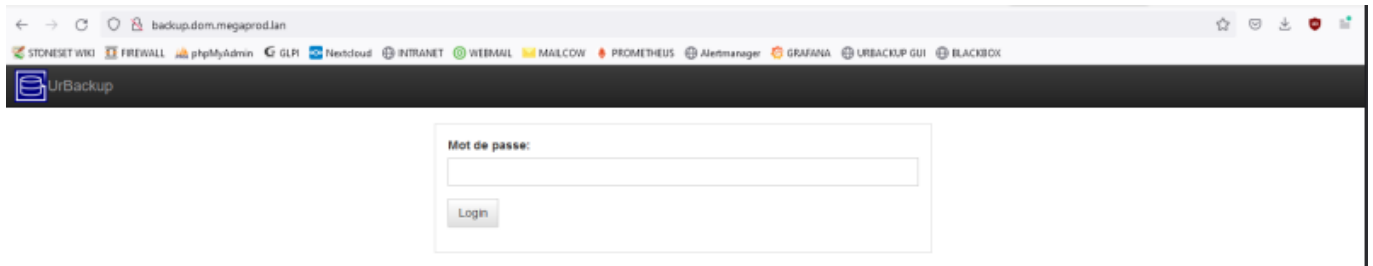 backup.dom.megaprod.lan
STONESET WIKI FIREWALL phpMyAdmin GLPI Nextcloud INTRANET WEBMAIL MAILCOW PROMETHEUS Alertmanager GRAFANA URBACKUP GUI BLACKBOX
UrBackup
Mot de passe:
Login